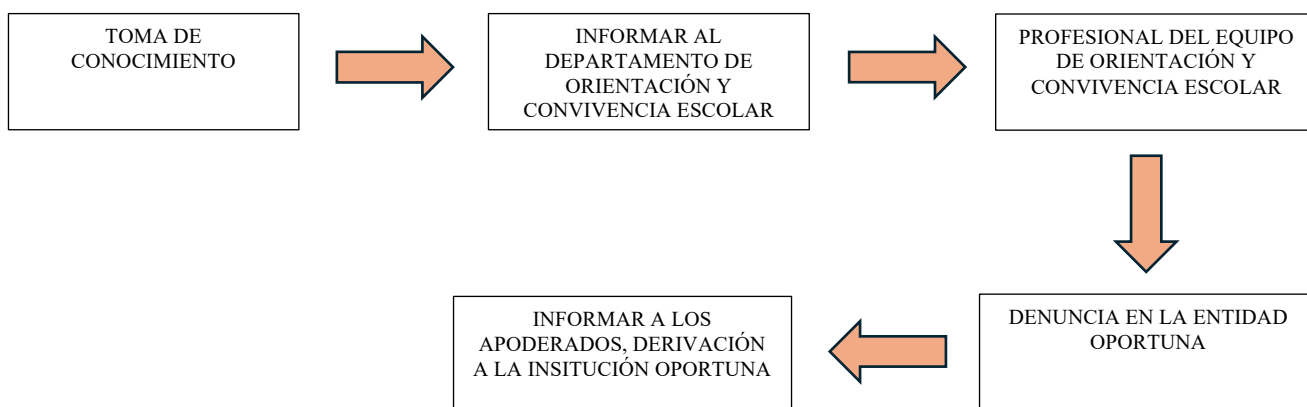 TOMA DE
CONOCIMIENTO
INFORMAR AL
DEPARTAMENTO DE
ORIENTACIÓN Y
CONVIVENCIA ESCOLAR
PROFESIONAL DEL EQUIPO
DE ORIENTACIÓN Y
CONVIVENCIA ESCOLAR
DENUNCIA EN LA ENTIDAD
OPORTUNA
INFORMAR A LOS
APODERADOS, DERIVACIÓN
A LA INSITUCIÓN OPORTUNA